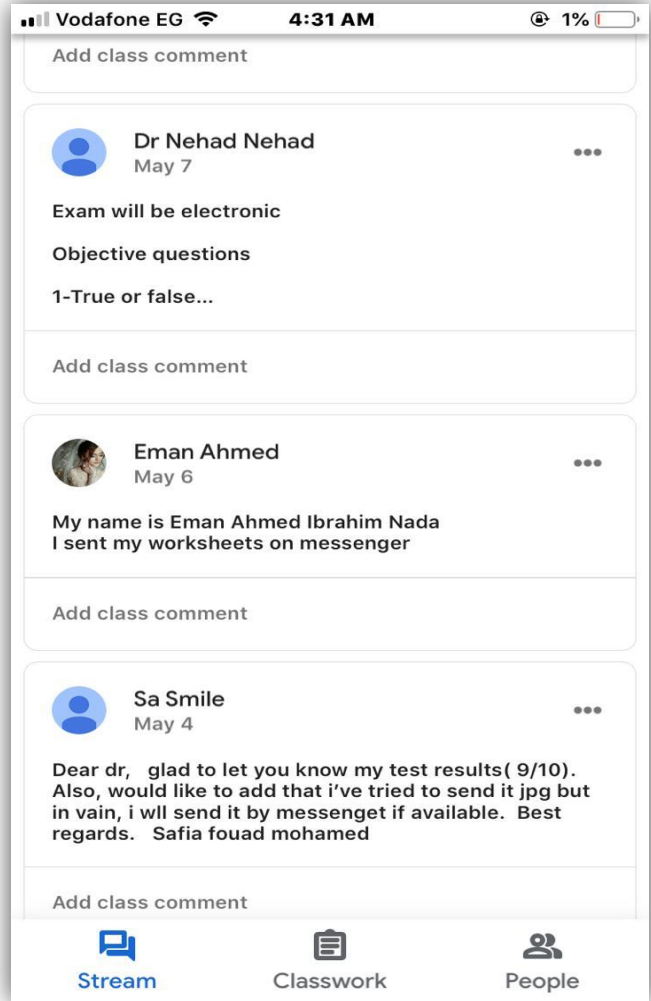 Vodafone EG 4:31 AM 1%
Add class comment
Dr Nehad Nehad
May 7
Exam will be electronic
Objective questions
1-True or false...
Add class comment
Eman Ahmed
May 6
My name is Eman Ahmed Ibrahim Nada
I sent my worksheets on messenger
Add class comment
Sa Smile
May 4
Dear dr,   glad to let you know my test results( 9/10).
Also, would like to add that i've tried to send it jpg but
in vain, i wll send it by messenget if available.  Best
regards.   Safia fouad mohamed
Add class comment
Stream Classwork People